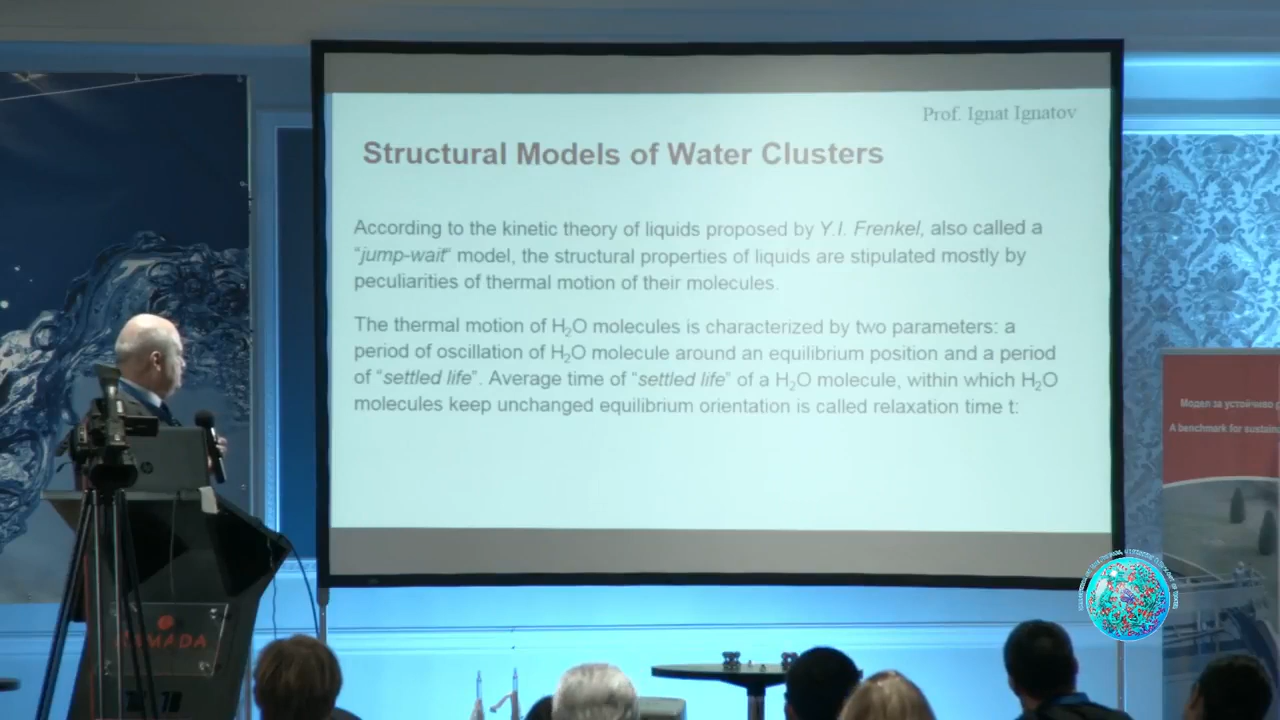 Prof. Ignat Ignatov
Structural Models of Water Clusters
According to the kinetic theory of liquids proposed by Y.I. Frenkel, also called a
“jump-wait” model, the structural properties of liquids are stipulated mostly by
peculiarities of thermal motion of their molecules.
The thermal motion of H₂O molecules is characterized by two parameters: a
period of oscillation of H₂O molecule around an equilibrium position and a period
of “settled life”. Average time of “settled life” of a H₂O molecule, within which H₂O
molecules keep unchanged equilibrium orientation is called relaxation time t:
Модел за устойчиво
A benchmark for sustain
hp